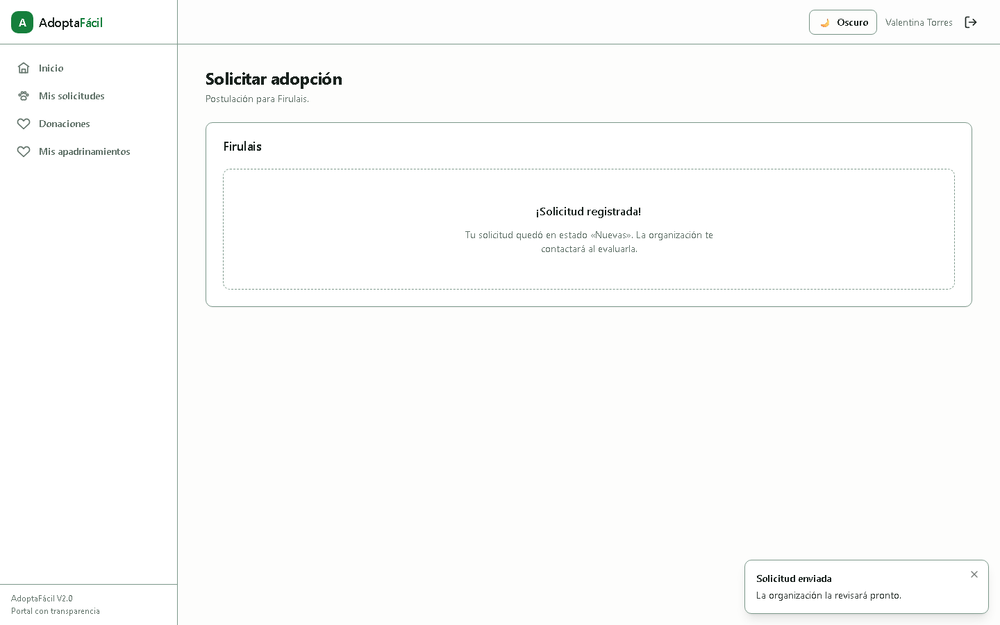 A AdoptaFácil
Oscuro
Valentina Torres
Inicio
Mis solicitudes
Donaciones
Mis apadrinamientos
Solicitar adopción
Postulación para Firulais.
Firulais
¡Solicitud registrada!
Tu solicitud quedó en estado «Nuevas». La organización te
contactará al evaluarla.
Solicitud enviada
La organización la revisará pronto.
AdoptaFácil V2.0
Portal con transparencia